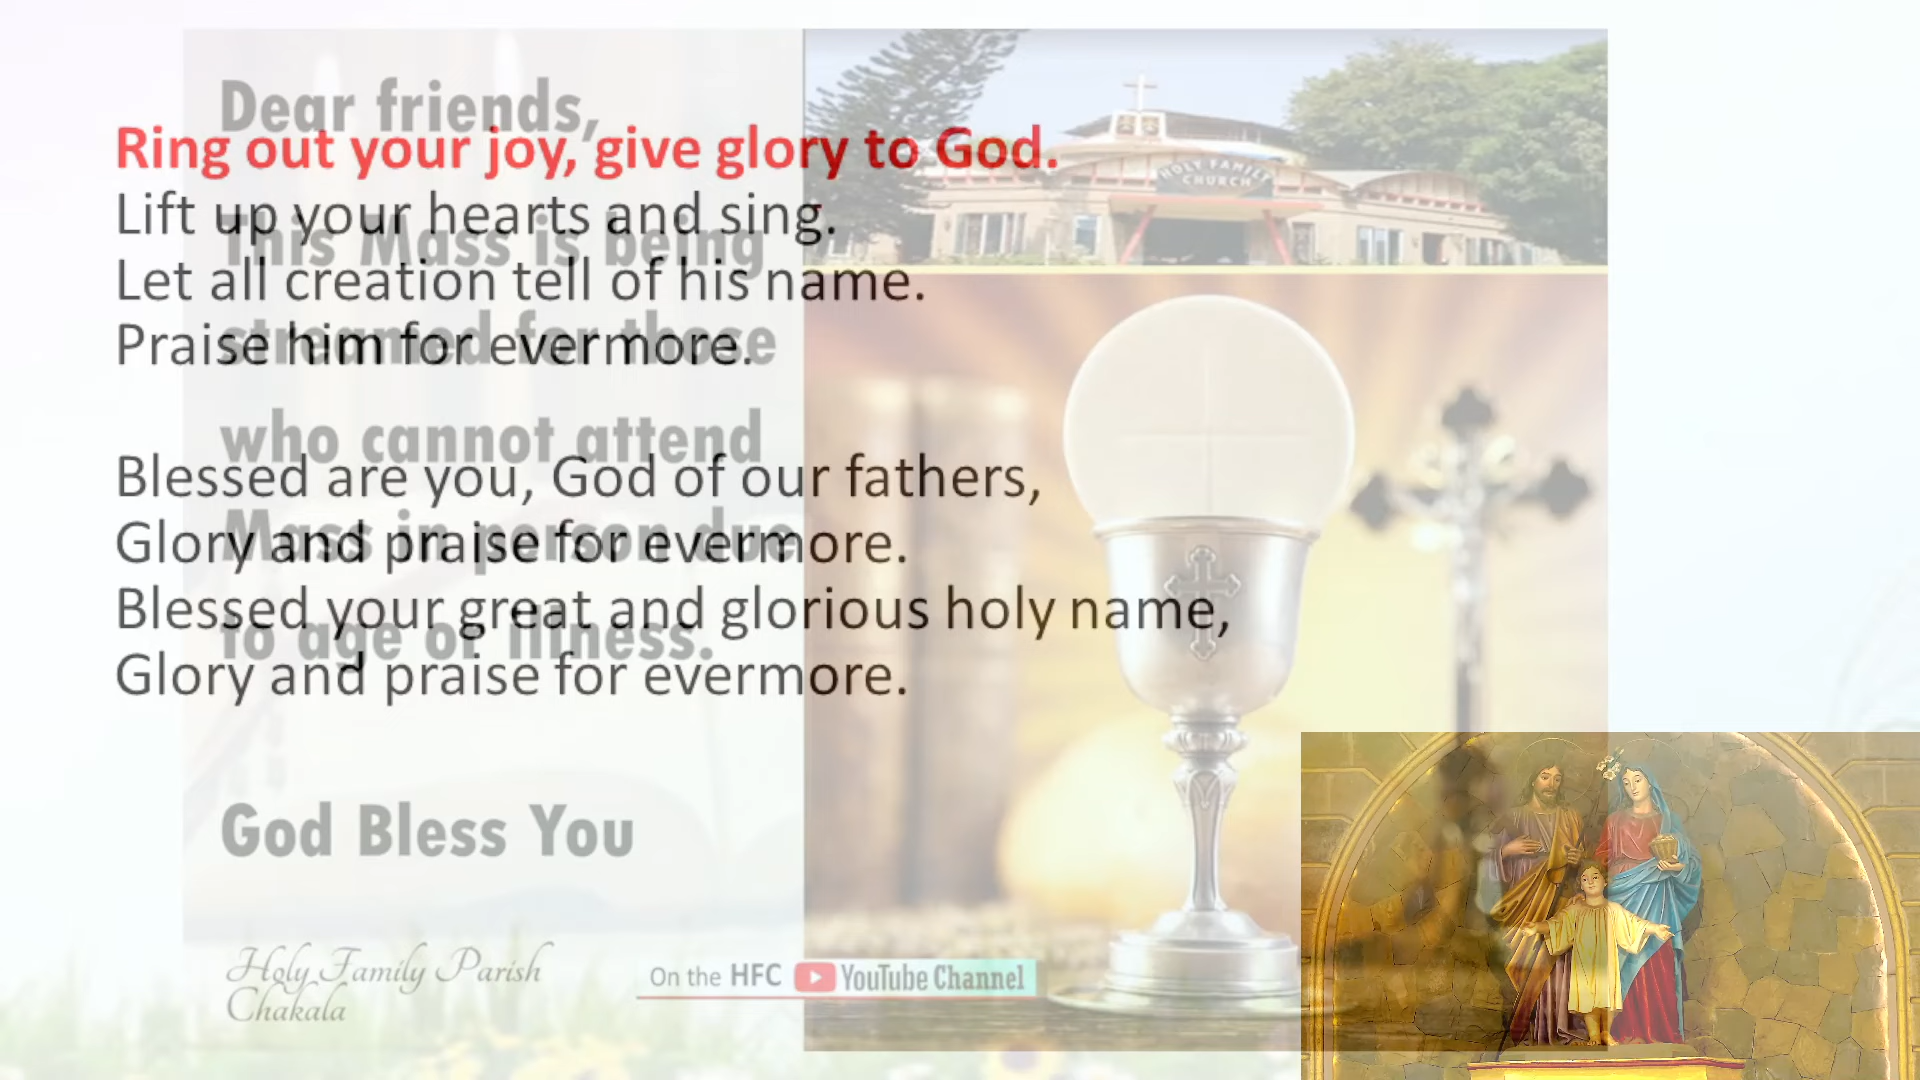 Dear friends,
This Mass is being
streamed for those
who cannot attend
Mass in person due
to age or illness.
God Bless You
Holy Family Parish
Chakala
On the HFC YouTube Channel
Ring out your joy, give glory to God.
Lift up your hearts and sing.
Let all creation tell of his name.
Praise him for evermore.
Blessed are you, God of our fathers,
Glory and praise for evermore.
Blessed your great and glorious holy name,
Glory and praise for evermore.
HOLY FAMILY
CHURCH